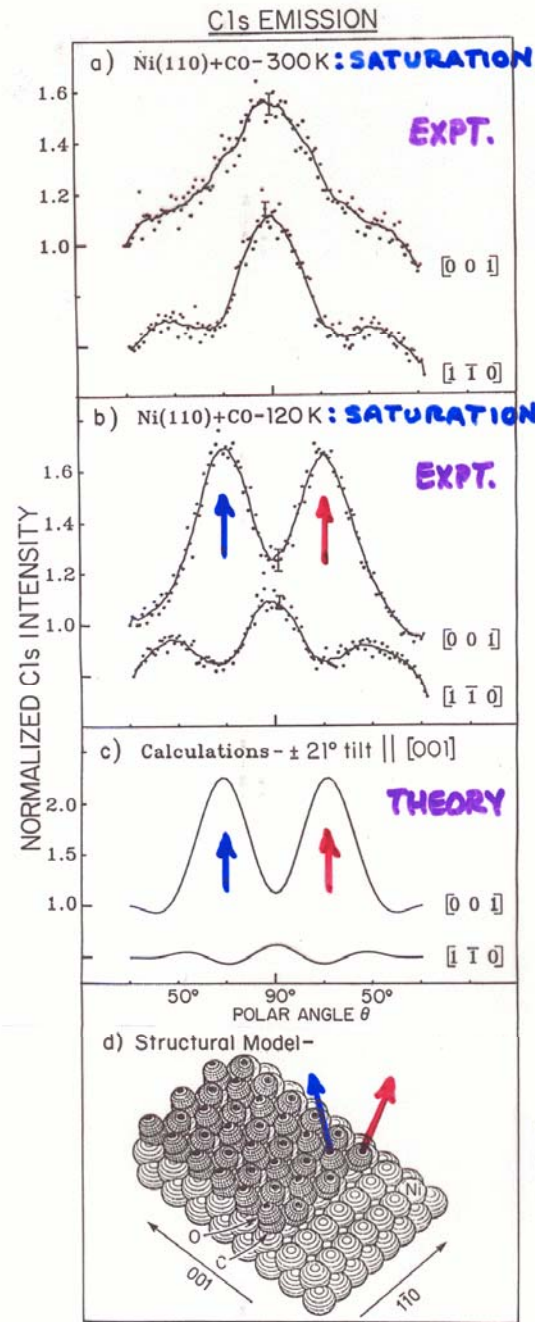 C1s EMISSION
a) Ni(110)+CO-300K: SATURATION
EXPT.
1.6
1.4
1.2
1.0
[0 0 1̄]
[1 1̄ 0]
b) Ni(110)+CO-120K: SATURATION
EXPT.
1.6
1.4
1.2
1.0
[0 0 1̄]
[1 1̄ 0]
NORMALIZED C1s INTENSITY
c) Calculations-± 21° tilt || [001]
THEORY
2.0
1.5
1.0
[0 0 1̄]
[1 1̄ 0]
50° 90° 50°
POLAR ANGLE θ
d) Structural Model-
Ni
O
C
001
11̄0